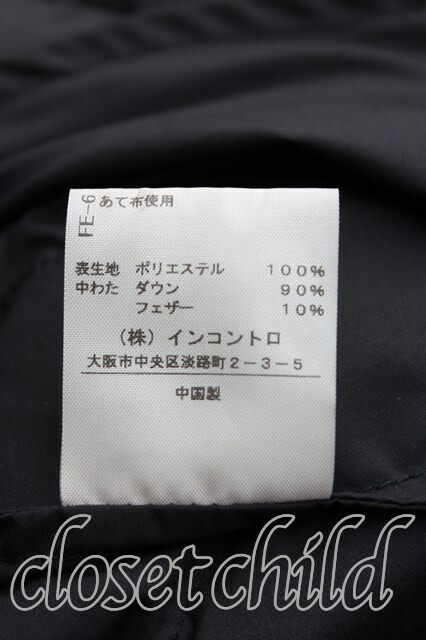 FE-6
あて布使用
表生地 ポリエステル 100%
中わた ダウン 90%
フェザー 10%
(株)インコントロ
大阪市中央区淡路町2-3-5
中国製
closetchild